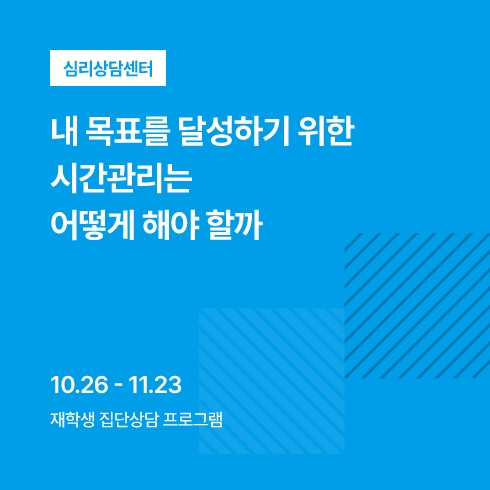 심리상담센터
내 목표를 달성하기 위한
시간관리는
어떻게 해야 할까
10.26 - 11.23
재학생 집단상담 프로그램